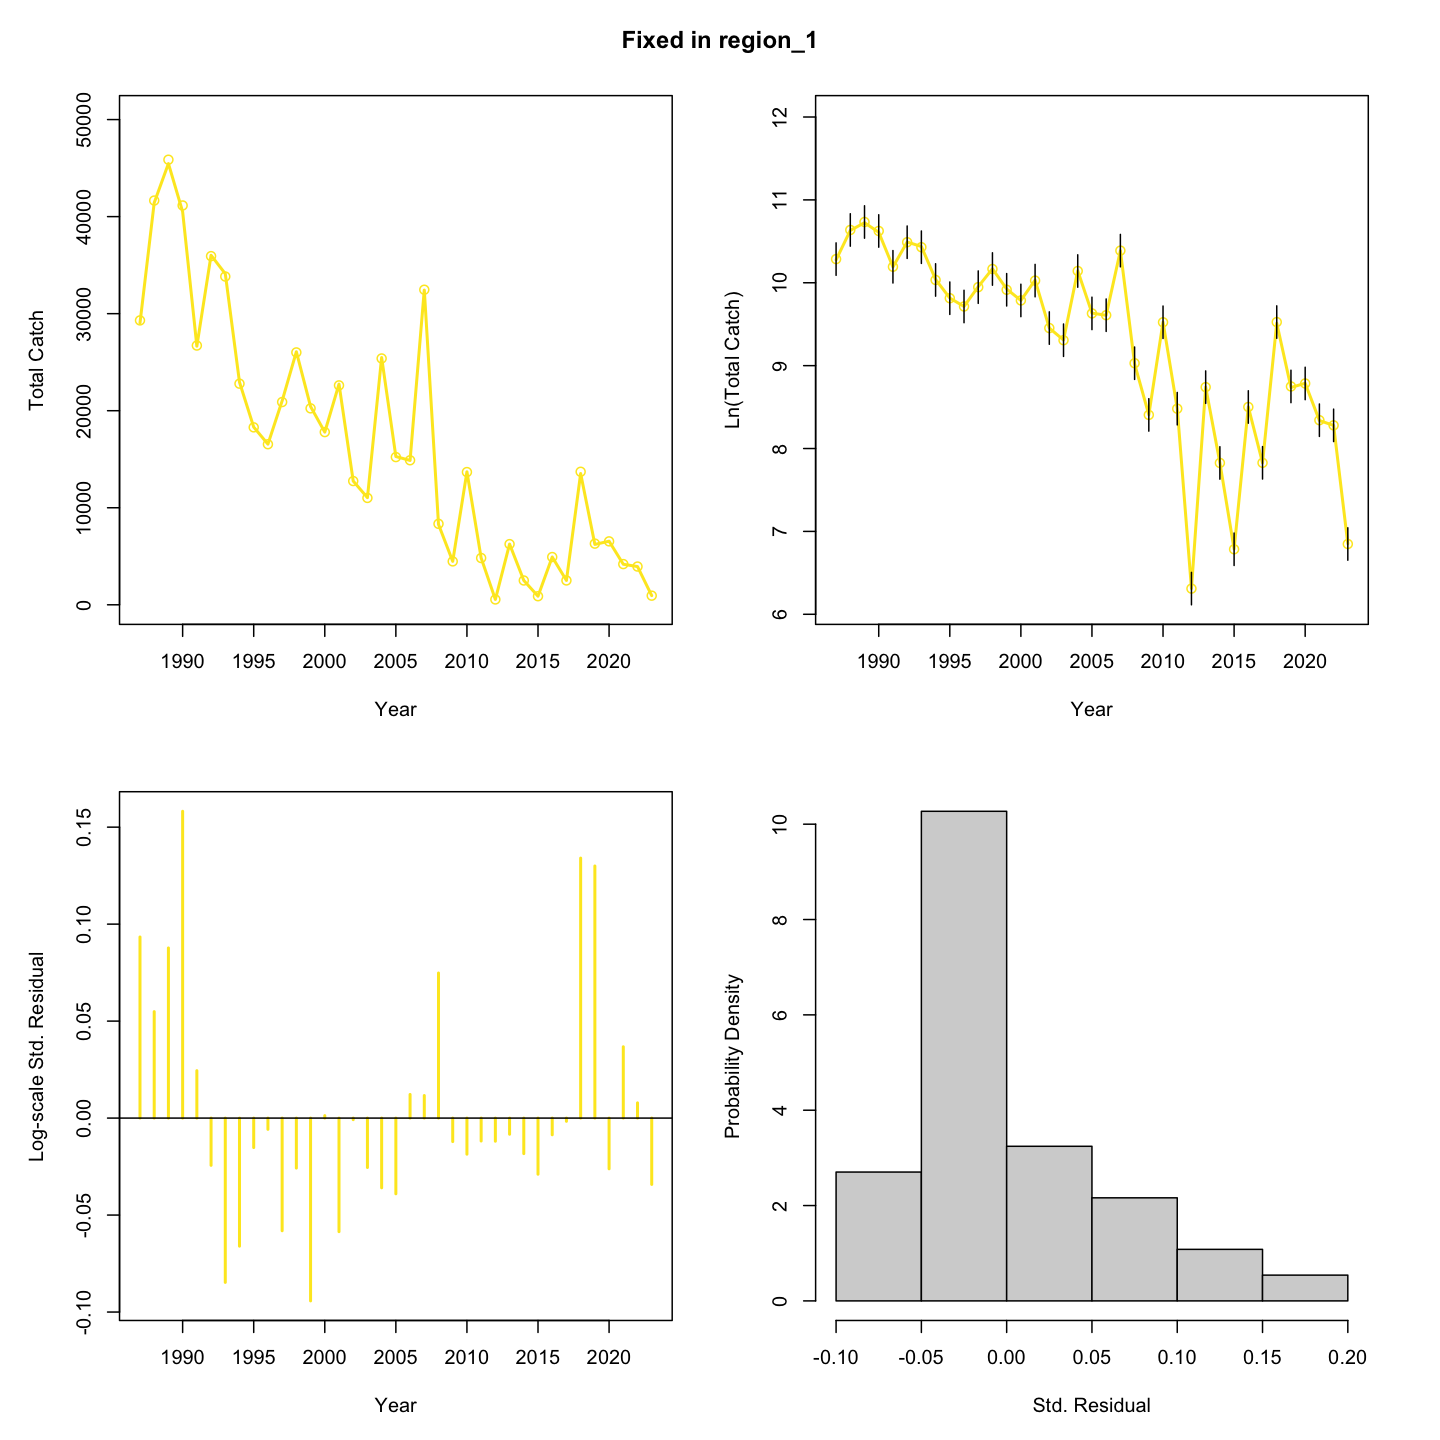 Fixed in region_1
Total Catch
50000
40000
30000
20000
10000
0
1990 1995 2000 2005 2010 2015 2020
Year
Ln(Total Catch)
12
11
10
9
8
7
6
1990 1995 2000 2005 2010 2015 2020
Year
Log-scale Std. Residual
0.15
0.10
0.05
0.00
-0.05
-0.10
1990 1995 2000 2005 2010 2015 2020
Year
Probability Density
10
8
6
4
2
0
-0.10 -0.05 0.00 0.05 0.10 0.15 0.20
Std. Residual